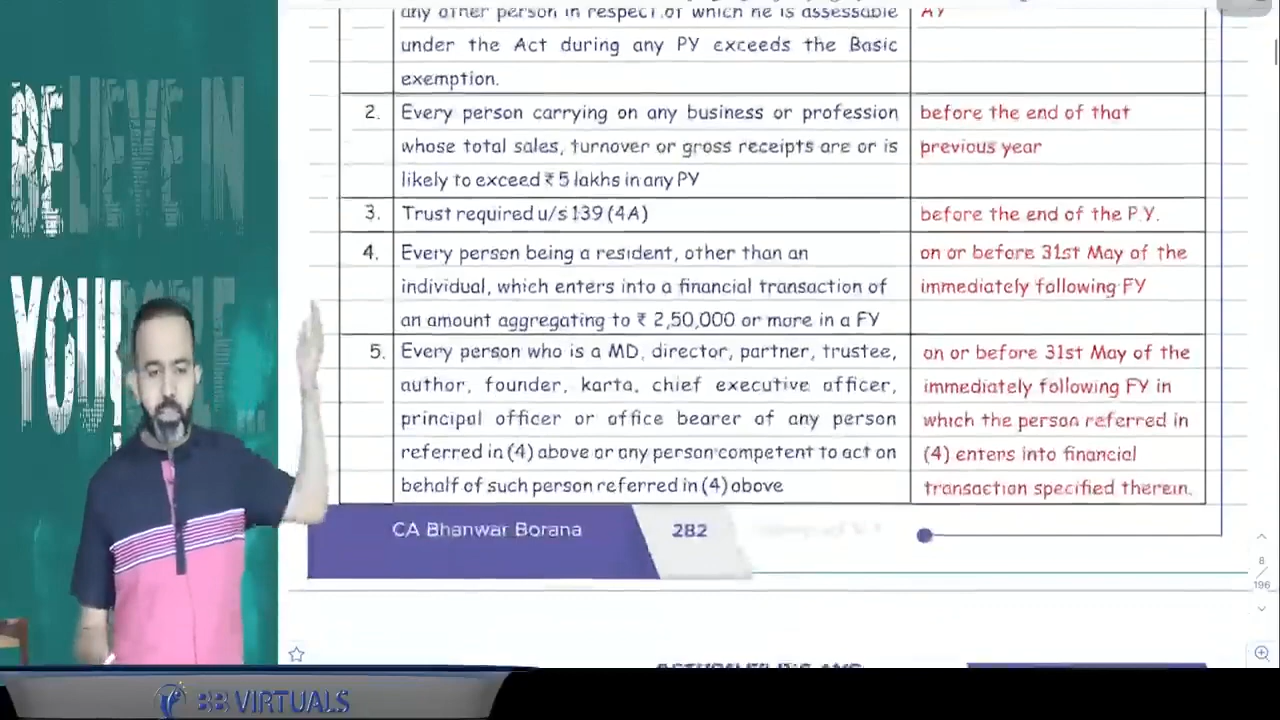 BELIEVE IN
YOURSELF...
any other person in respect of which he is assessable
under the Act during any PY exceeds the Basic
exemption.
AY
2. Every person carrying on any business or profession
whose total sales, turnover or gross receipts are or is
likely to exceed ₹ 5 lakhs in any PY
before the end of that
previous year
3. Trust required u/s 139 (4A)
before the end of the P.Y.
4. Every person being a resident, other than an
individual, which enters into a financial transaction of
an amount aggregating to ₹ 2,50,000 or more in a FY
on or before 31st May of the
immediately following FY
5. Every person who is a MD, director, partner, trustee,
author, founder, karta, chief executive officer,
principal officer or office bearer of any person
referred in (4) above or any person competent to act on
behalf of such person referred in (4) above
on or before 31st May of the
immediately following FY in
which the person referred in
(4) enters into financial
transaction specified therein.
CA Bhanwar Borana
282
8
196
BB VIRTUALS